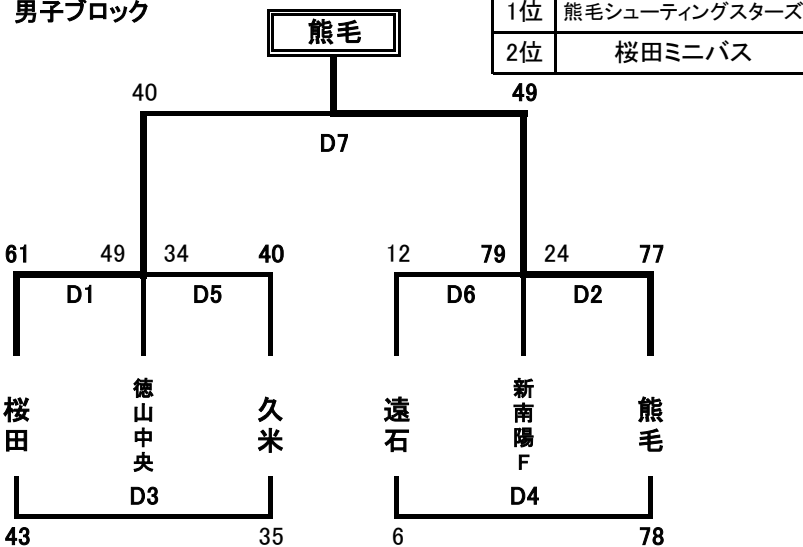 男子ブロック
1位 熊毛シューティングスターズ
熊毛
2位 桜田ミニバス
40 49
D7
61 49 34 40 12 79 24 77
D1 D5 D6 D2
桜田 徳山中央 久米 遠石 新南陽F 熊毛
D3 D4
43 35 6 78